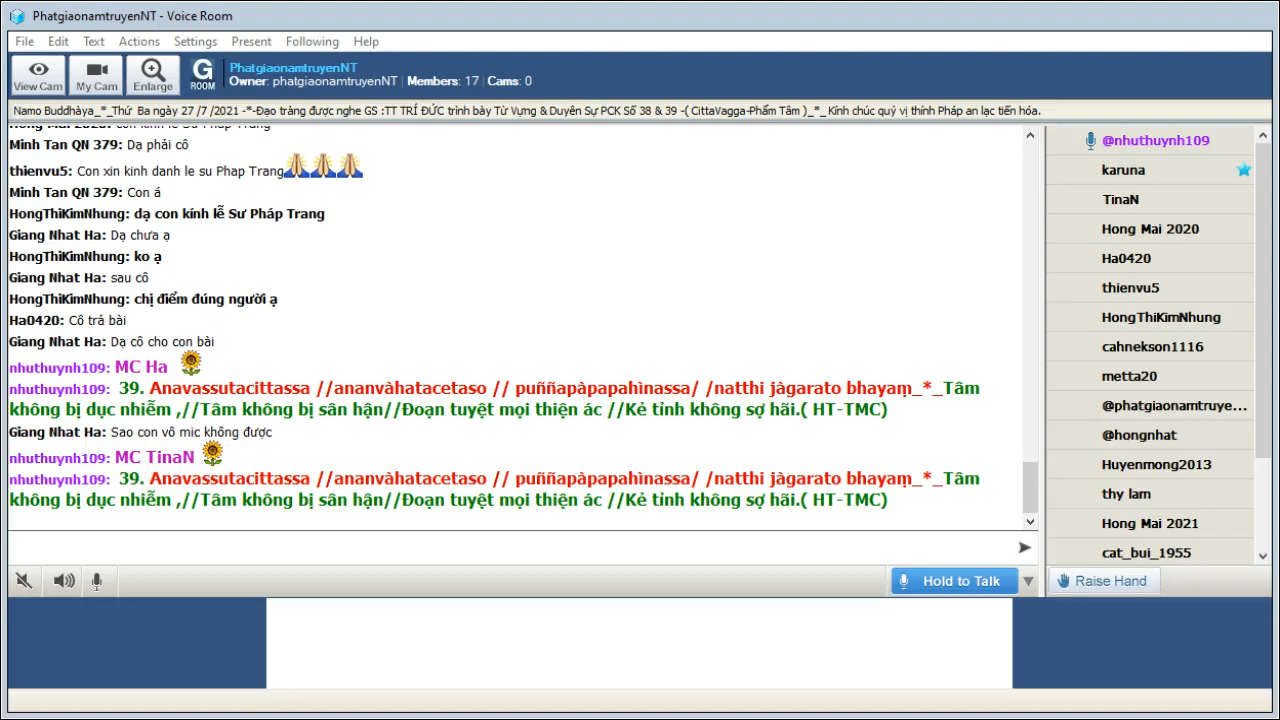 PhatgiaonamtruyenNT - Voice Room
File Edit Text Actions Settings Present Following Help
View Cam My Cam Enlarge G ROOM
PhatgiaonamtruyenNT
Owner: phatgiaonamtruyenNT | Members: 17 | Cams: 0
Namo Buddhàya_*_Thứ Ba ngày 27 /7 /2021 -*-Đạo tràng được nghe GS :TT TRÍ ĐỨC trình bày Từ Vựng & Duyên Sự PCK Số 38 & 39 -( CittaVagga-Phẩm Tâm )_*_ Kính chúc quý vị thính Pháp an lạc tiến hóa.
Minh Tan QN 379: Dạ phải cô
thienvu5: Con xin kinh danh le su Phap Trang
Minh Tan QN 379: Con á
HongThiKimNhung: dạ con kính lễ Sư Pháp Trang
Giang Nhat Ha: Dạ chưa ạ
HongThiKimNhung: ko ạ
Giang Nhat Ha: sau cô
HongThiKimNhung: chị điểm đúng người ạ
Ha0420: Cô trả bài
Giang Nhat Ha: Dạ cô cho con bài
nhuthuynh109: MC Ha
nhuthuynh109: 39. Anavassutacittassa //ananvàhatacetaso // puññapàpapahìnassa/ /natthi jàgarato bhayaṃ_*_Tâm
không bị dục nhiễm ,//Tâm không bị sân hận//Đoạn tuyệt mọi thiện ác //Kẻ tỉnh không sợ hãi.( HT-TMC)
Giang Nhat Ha: Sao con vô mic không được
nhuthuynh109: MC TinaN
nhuthuynh109: 39. Anavassutacittassa //ananvàhatacetaso // puññapàpapahìnassa/ /natthi jàgarato bhayaṃ_*_Tâm
không bị dục nhiễm ,//Tâm không bị sân hận//Đoạn tuyệt mọi thiện ác //Kẻ tỉnh không sợ hãi.( HT-TMC)
@nhuthuynh109
karuna
TinaN
Hong Mai 2020
Ha0420
thienvu5
HongThiKimNhung
cahnekson1116
metta20
@phatgiaonamtruye...
@hongnhat
Huyenmong2013
thy lam
Hong Mai 2021
cat_bui_1955
Hold to Talk
Raise Hand